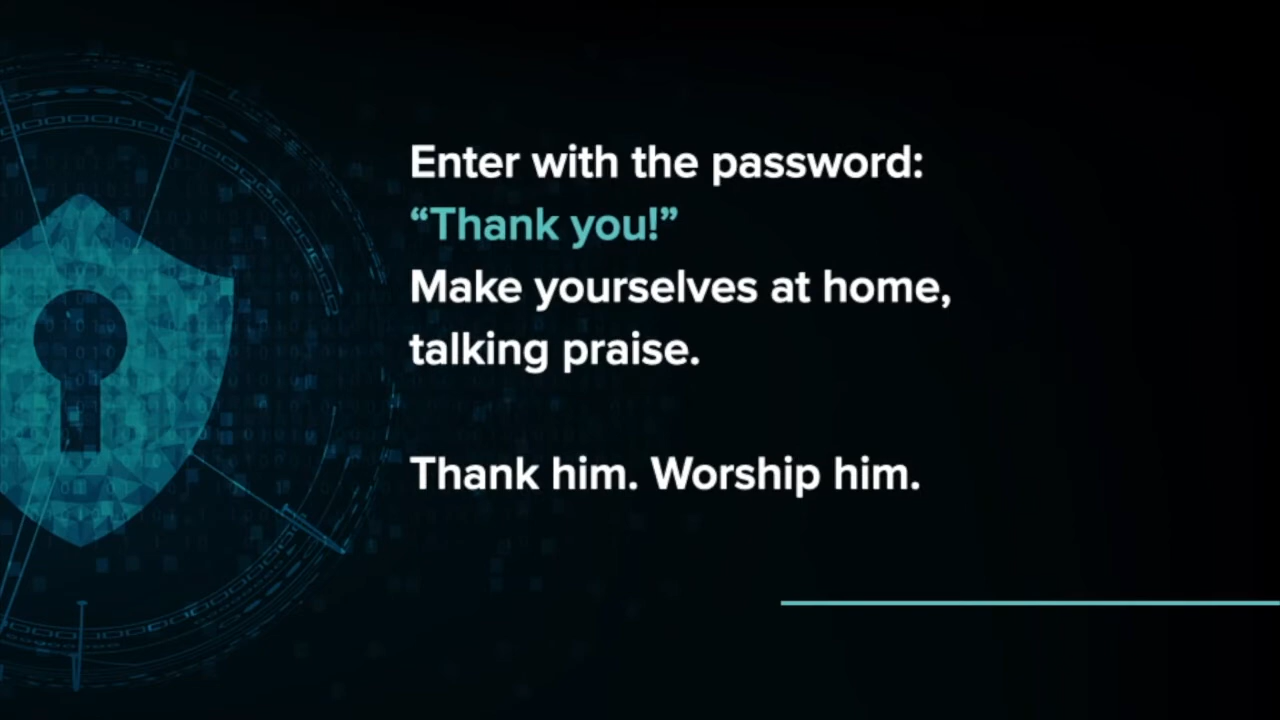 Enter with the password:
“Thank you!”
Make yourselves at home,
talking praise.
Thank him. Worship him.